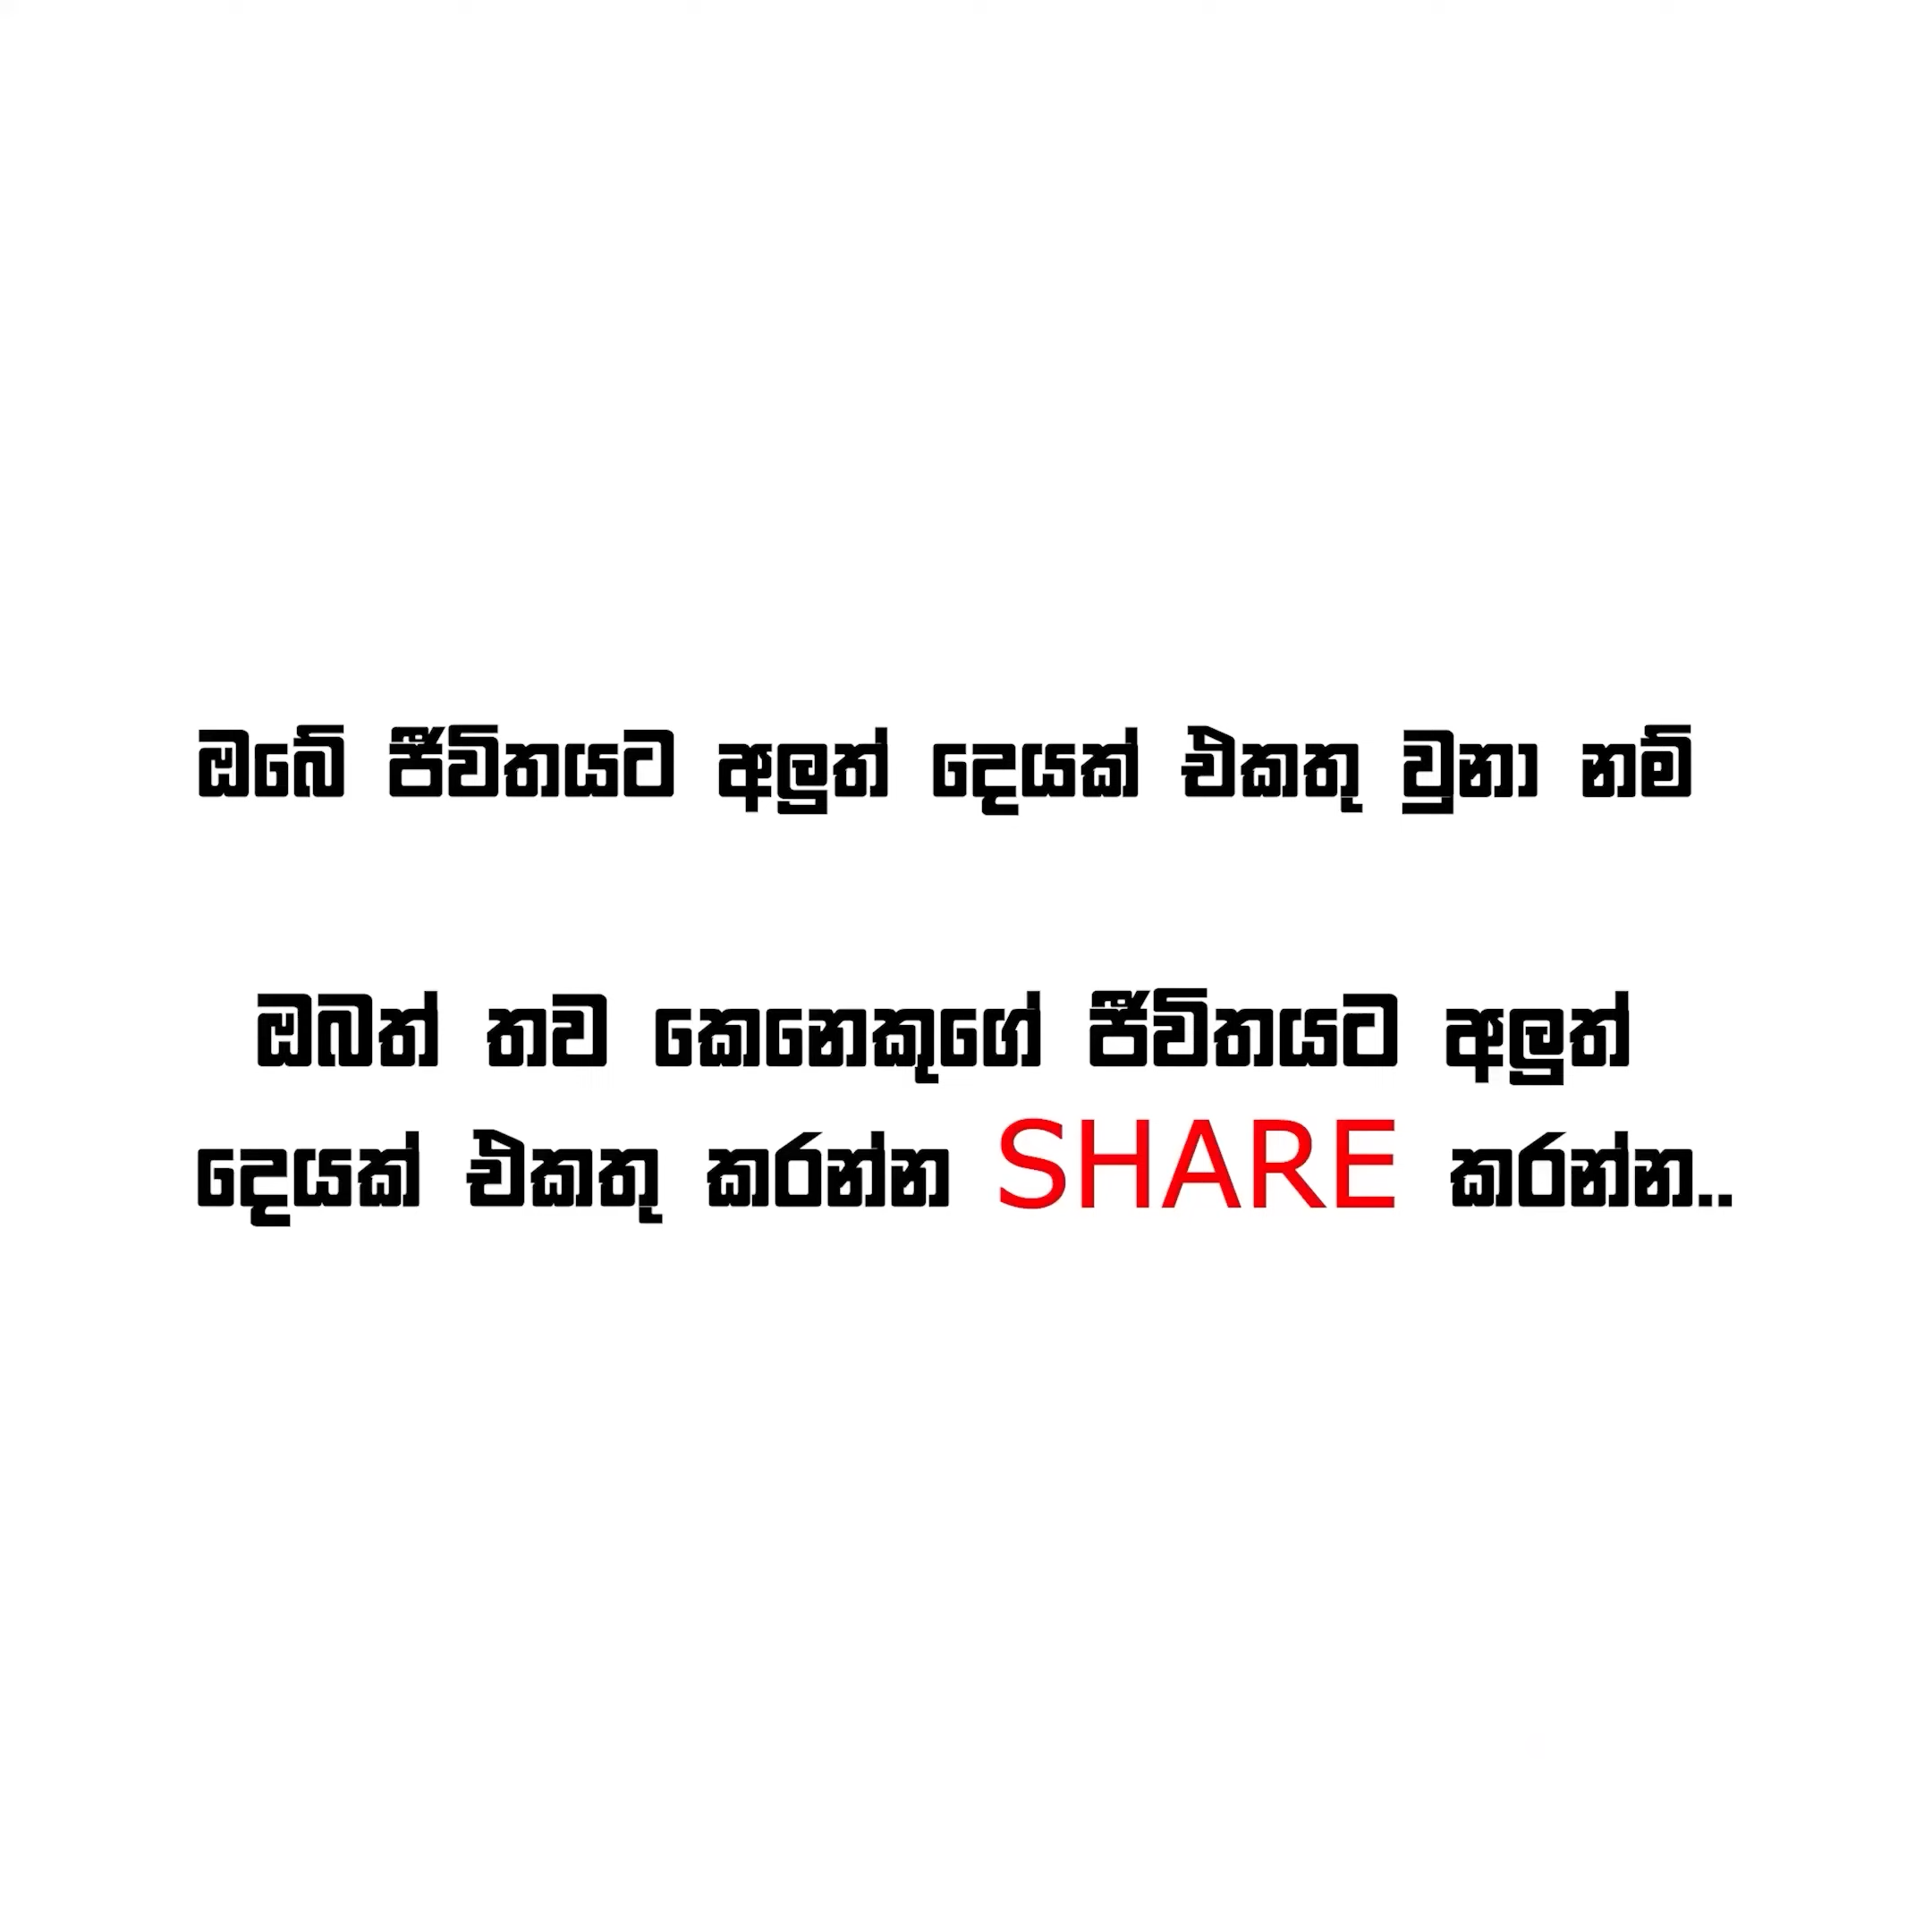 ඔබේ ජීවිතයට අලුත් දෙයක් එකතු වුනා නම්
ඔබත් තව කෙනෙකුගේ ජීවිතයට අලුත්
දෙයක් එකතු කරන්න SHARE කරන්න..